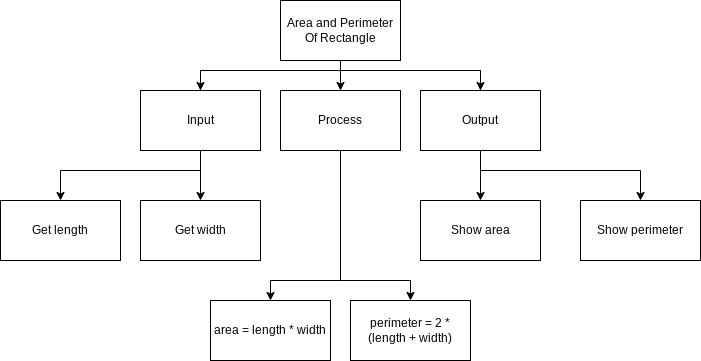 Area and Perimeter
Of Rectangle
Input
Process
Output
Get length
Get width
Show area
Show perimeter
area = length * width
perimeter = 2 *
(length + width)